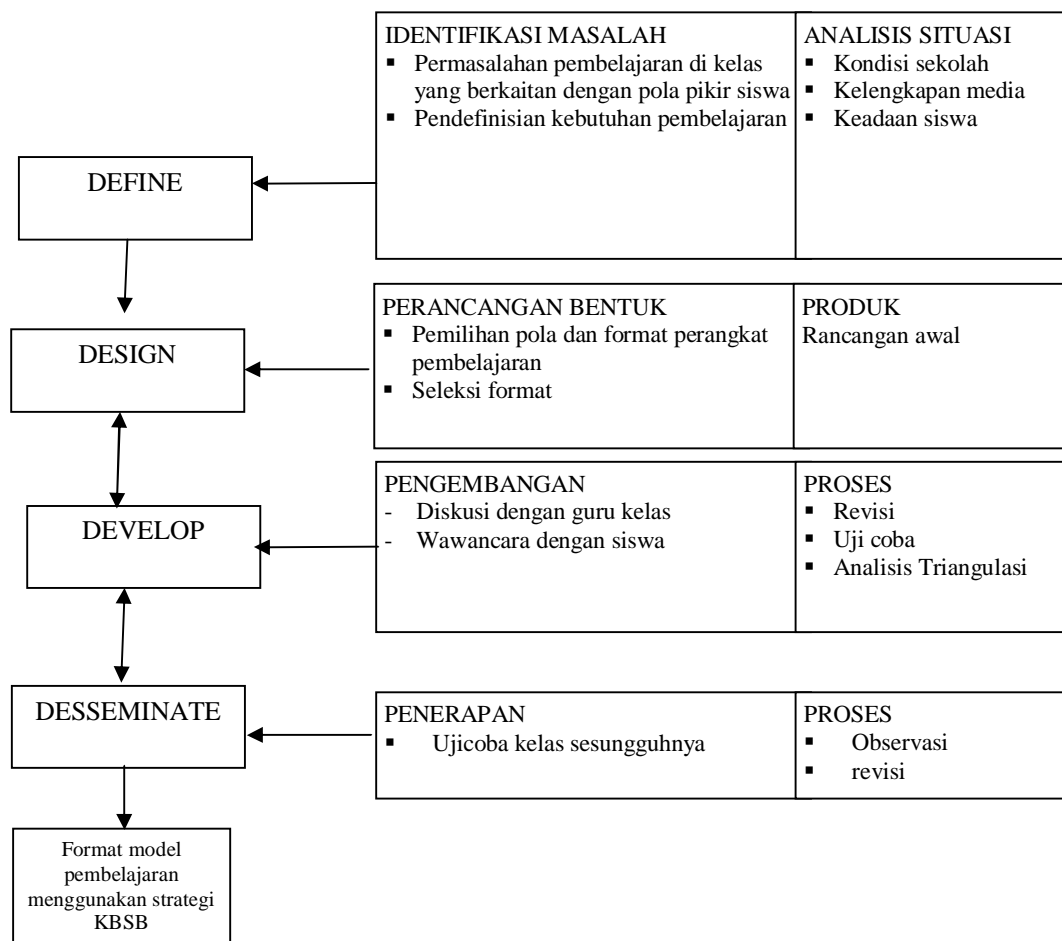 IDENTIFIKASI MASALAH
▪ Permasalahan pembelajaran di kelas
yang berkaitan dengan pola pikir siswa
▪ Pendefinisian kebutuhan pembelajaran
ANALISIS SITUASI
▪ Kondisi sekolah
▪ Kelengkapan media
▪ Keadaan siswa
DEFINE
PERANCANGAN BENTUK
▪ Pemilihan pola dan format perangkat
pembelajaran
▪ Seleksi format
PRODUK
Rancangan awal
DESIGN
PENGEMBANGAN
- Diskusi dengan guru kelas
- Wawancara dengan siswa
PROSES
▪ Revisi
▪ Uji coba
▪ Analisis Triangulasi
DEVELOP
PENERAPAN
▪ Ujicoba kelas sesungguhnya
PROSES
▪ Observasi
▪ revisi
DESSEMINATE
Format model
pembelajaran
menggunakan strategi
KBSB